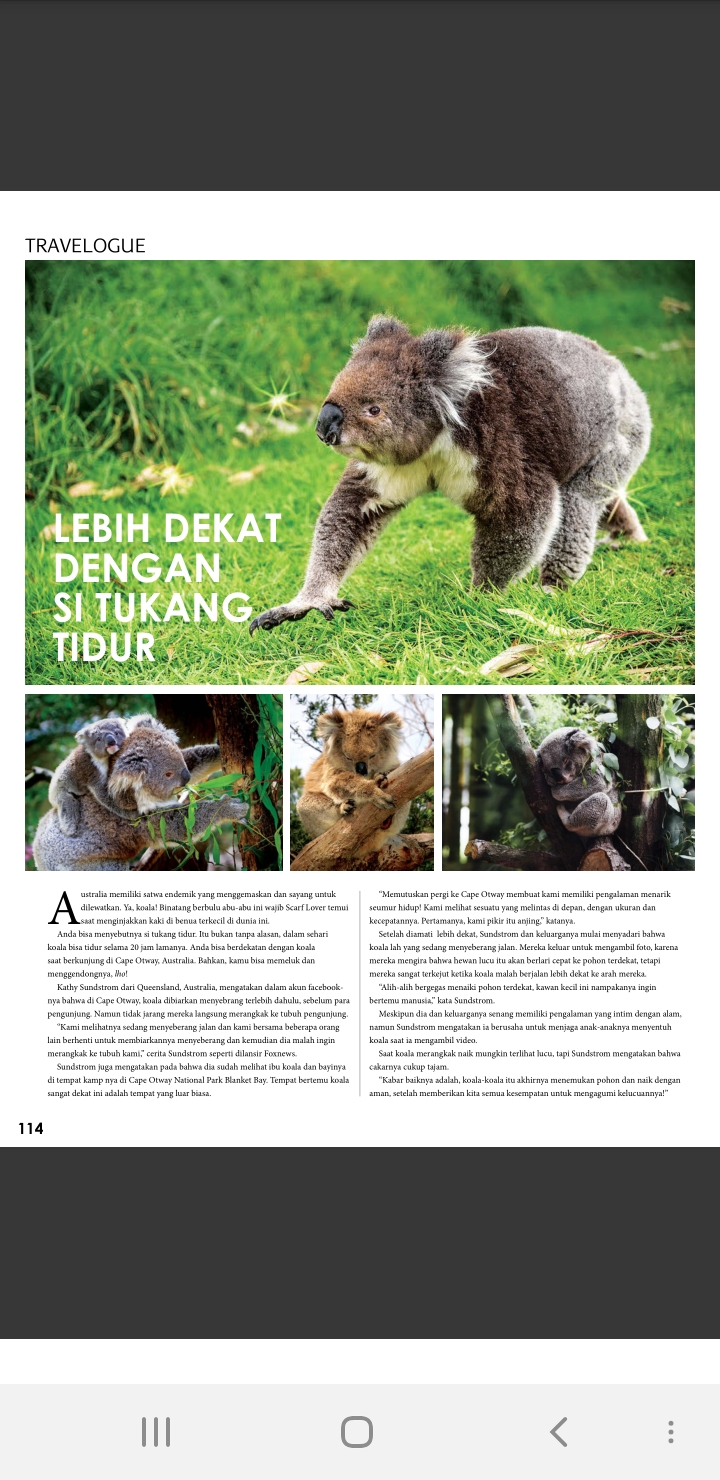 TRAVELOGUE
LEBIH DEKAT
DENGAN
SI TUKANG
TIDUR
Australia memiliki satwa endemik yang menggemaskan dan sayang untuk
dilewatkan. Ya, koala! Binatang berbulu abu-abu ini wajib Scarf Lover temui
saat menginjakkan kaki di benua terkecil di dunia ini.
Anda bisa menyebutnya si tukang tidur. Itu bukan tanpa alasan, dalam sehari
koala bisa tidur selama 20 jam lamanya. Anda bisa berdekatan dengan koala
saat berkunjung di Cape Otway, Australia. Bahkan, kamu bisa memeluk dan
menggendongnya, lho!
Kathy Sundstrom dari Queensland, Australia, mengatakan dalam akun facebook-
nya bahwa di Cape Otway, koala dibiarkan menyebrang terlebih dahulu, sebelum para
pengunjung. Namun tidak jarang mereka langsung merangkak ke tubuh pengunjung.
“Kami melihatnya sedang menyeberang jalan dan kami bersama beberapa orang
lain berhenti untuk membiarkannya menyeberang dan kemudian dia malah ingin
merangkak ke tubuh kami,” cerita Sundstrom seperti dilansir Foxnews.
Sundstrom juga mengatakan pada bahwa dia sudah melihat ibu koala dan bayinya
di tempat kamp nya di Cape Otway National Park Blanket Bay. Tempat bertemu koala
sangat dekat ini adalah tempat yang luar biasa.
“Memutuskan pergi ke Cape Otway membuat kami memiliki pengalaman menarik
seumur hidup! Kami melihat sesuatu yang melintas di depan, dengan ukuran dan
kecepatannya. Pertamanya, kami pikir itu anjing,” katanya.
Setelah diamati lebih dekat, Sundstrom dan keluarganya mulai menyadari bahwa
koala lah yang sedang menyeberang jalan. Mereka keluar untuk mengambil foto, karena
mereka mengira bahwa hewan lucu itu akan berlari cepat ke pohon terdekat, tetapi
mereka sangat terkejut ketika koala malah berjalan lebih dekat ke arah mereka.
“Alih-alih bergegas menaiki pohon terdekat, kawan kecil ini nampakanya ingin
bertemu manusia,” kata Sundstrom.
Meskipun dia dan keluarganya senang memiliki pengalaman yang intim dengan alam,
namun Sundstrom mengatakan ia berusaha untuk menjaga anak-anaknya menyentuh
koala saat ia mengambil video.
Saat koala merangkak naik mungkin terlihat lucu, tapi Sundstrom mengatakan bahwa
cakarnya cukup tajam.
“Kabar baiknya adalah, koala-koala itu akhirnya menemukan pohon dan naik dengan
aman, setelah memberikan kita semua kesempatan untuk mengagumi kelucuannya!”
114